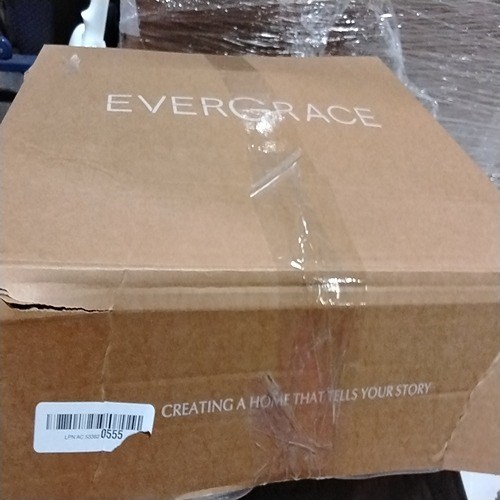 EVERGRACE
CREATING A HOME THAT TELLS YOUR STORY
0555